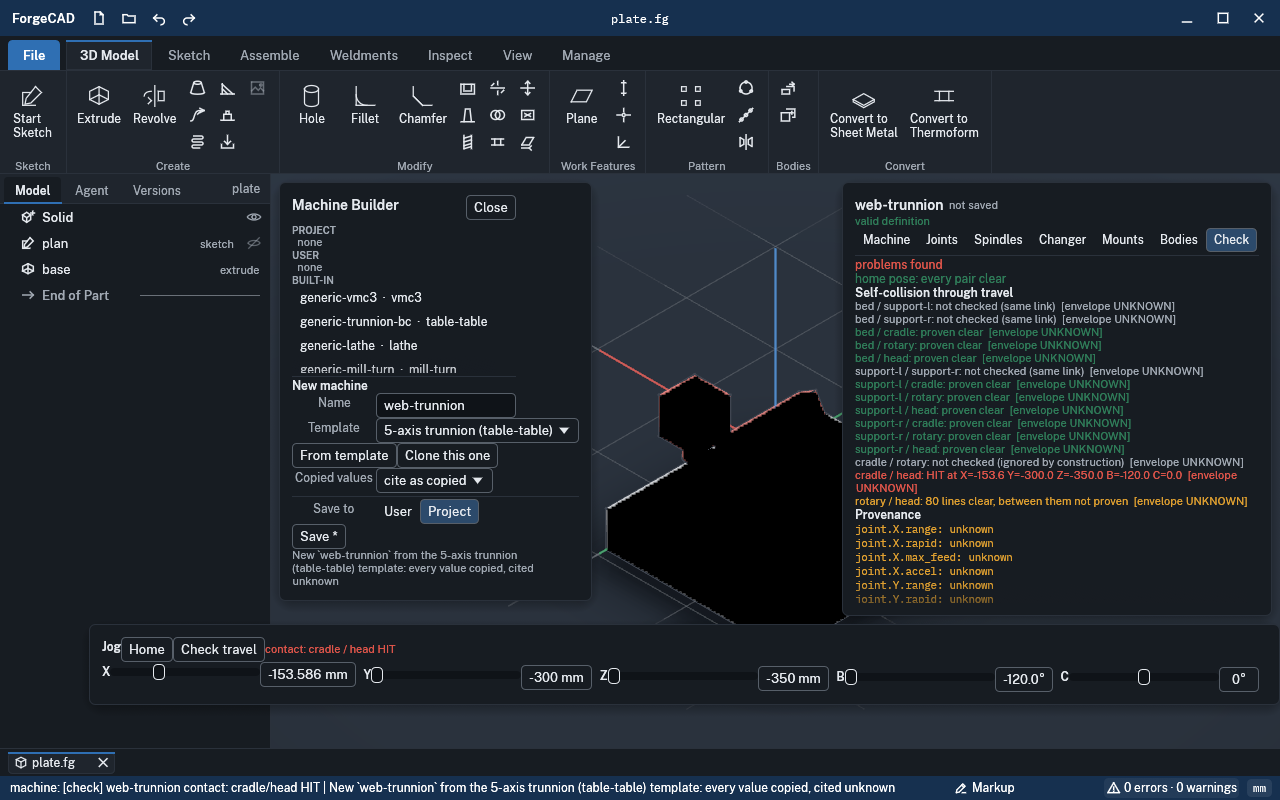 ForgeCAD
plate.fg
File
3D Model
Sketch
Assemble
Weldments
Inspect
View
Manage
Start
Sketch
Extrude
Revolve
Hole
Fillet
Chamfer
Plane
Rectangular
Convert to
Sheet Metal
Convert to
Thermoform
Sketch
Create
Modify
Work Features
Pattern
Bodies
Convert
Model
Agent
Versions
plate
Solid
plan
sketch
base
extrude
End of Part
Machine Builder
Close
PROJECT
none
USER
none
BUILT-IN
generic-vmc3 · vmc3
generic-trunnion-bc · table-table
generic-lathe · lathe
generic-mill-turn · mill-turn
New machine
Name
web-trunnion
Template
5-axis trunnion (table-table)
From template
Clone this one
Copied values
cite as copied
Save to
User
Project
Save *
New `web-trunnion` from the 5-axis trunnion
(table-table) template: every value copied, cited
unknown
web-trunnion not saved
valid definition
Machine
Joints
Spindles
Changer
Mounts
Bodies
Check
problems found
home pose: every pair clear
Self-collision through travel
bed / support-l: not checked (same link) [envelope UNKNOWN]
bed / support-r: not checked (same link) [envelope UNKNOWN]
bed / cradle: proven clear [envelope UNKNOWN]
bed / rotary: proven clear [envelope UNKNOWN]
bed / head: proven clear [envelope UNKNOWN]
support-l / support-r: not checked (same link) [envelope UNKNOWN]
support-l / cradle: proven clear [envelope UNKNOWN]
support-l / rotary: proven clear [envelope UNKNOWN]
support-l / head: proven clear [envelope UNKNOWN]
support-r / cradle: proven clear [envelope UNKNOWN]
support-r / rotary: proven clear [envelope UNKNOWN]
support-r / head: proven clear [envelope UNKNOWN]
cradle / rotary: not checked (ignored by construction) [envelope UNKNOWN]
cradle / head: HIT at X=-153.6 Y=-300.0 Z=-350.0 B=-120.0 C=0.0 [envelope
UNKNOWN]
rotary / head: 80 lines clear, between them not proven [envelope UNKNOWN]
Provenance
joint.X.range: unknown
joint.X.rapid: unknown
joint.X.max_feed: unknown
joint.X.accel: unknown
joint.Y.range: unknown
joint.Y.rapid: unknown
Jog
Home
Check travel
contact: cradle / head HIT
X
-153.586 mm
Y
-300 mm
Z
-350 mm
B
-120.0°
C
0°
plate.fg
machine: [check] web-trunnion contact: cradle/head HIT | New `web-trunnion` from the 5-axis trunnion (table-table) template: every value copied, cited unknown
Markup
0 errors · 0 warnings
mm